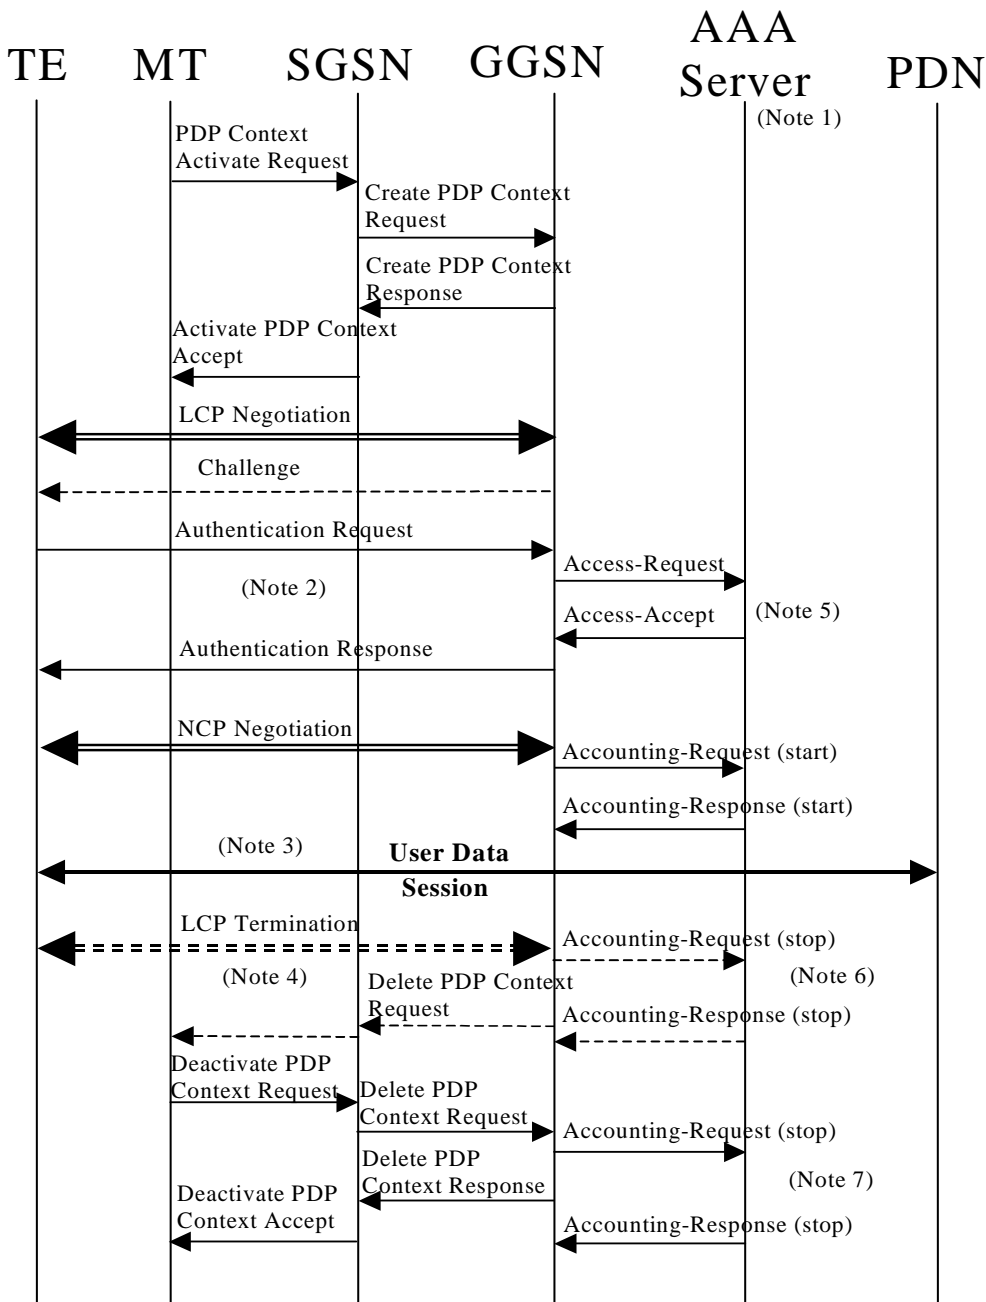 TE
MT
SGSN
GGSN
AAA
Server
PDN
(Note 1)
PDP Context
Activate Request
Create PDP Context
Request
Create PDP Context
Response
Activate PDP Context
Accept
LCP Negotiation
Challenge
Authentication Request
Access-Request
(Note 2)
Access-Accept
(Note 5)
Authentication Response
NCP Negotiation
Accounting-Request (start)
Accounting-Response (start)
(Note 3)
User Data
Session
LCP Termination
Accounting-Request (stop)
(Note 4)
(Note 6)
Delete PDP Context
Request
Accounting-Response (stop)
Deactivate PDP
Context Request
Delete PDP
Context Request
Accounting-Request (stop)
Delete PDP
Context Response
(Note 7)
Deactivate PDP
Context Accept
Accounting-Response (stop)